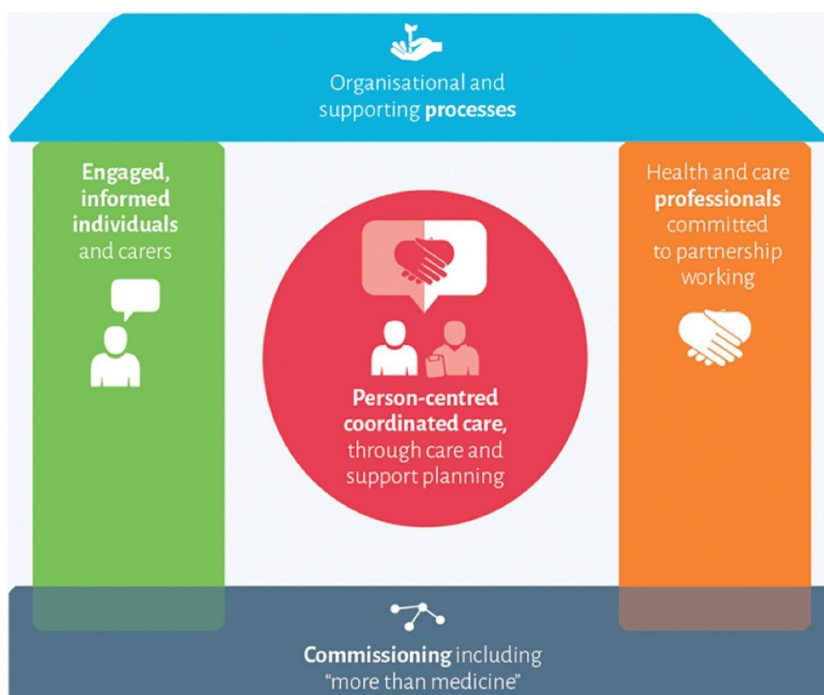 Organisational and
supporting processes
Engaged,
informed
individuals
and carers
Health and care
professionals
committed
to partnership
working
Person-centred
coordinated care,
through care and
support planning
Commissioning including
“more than medicine”